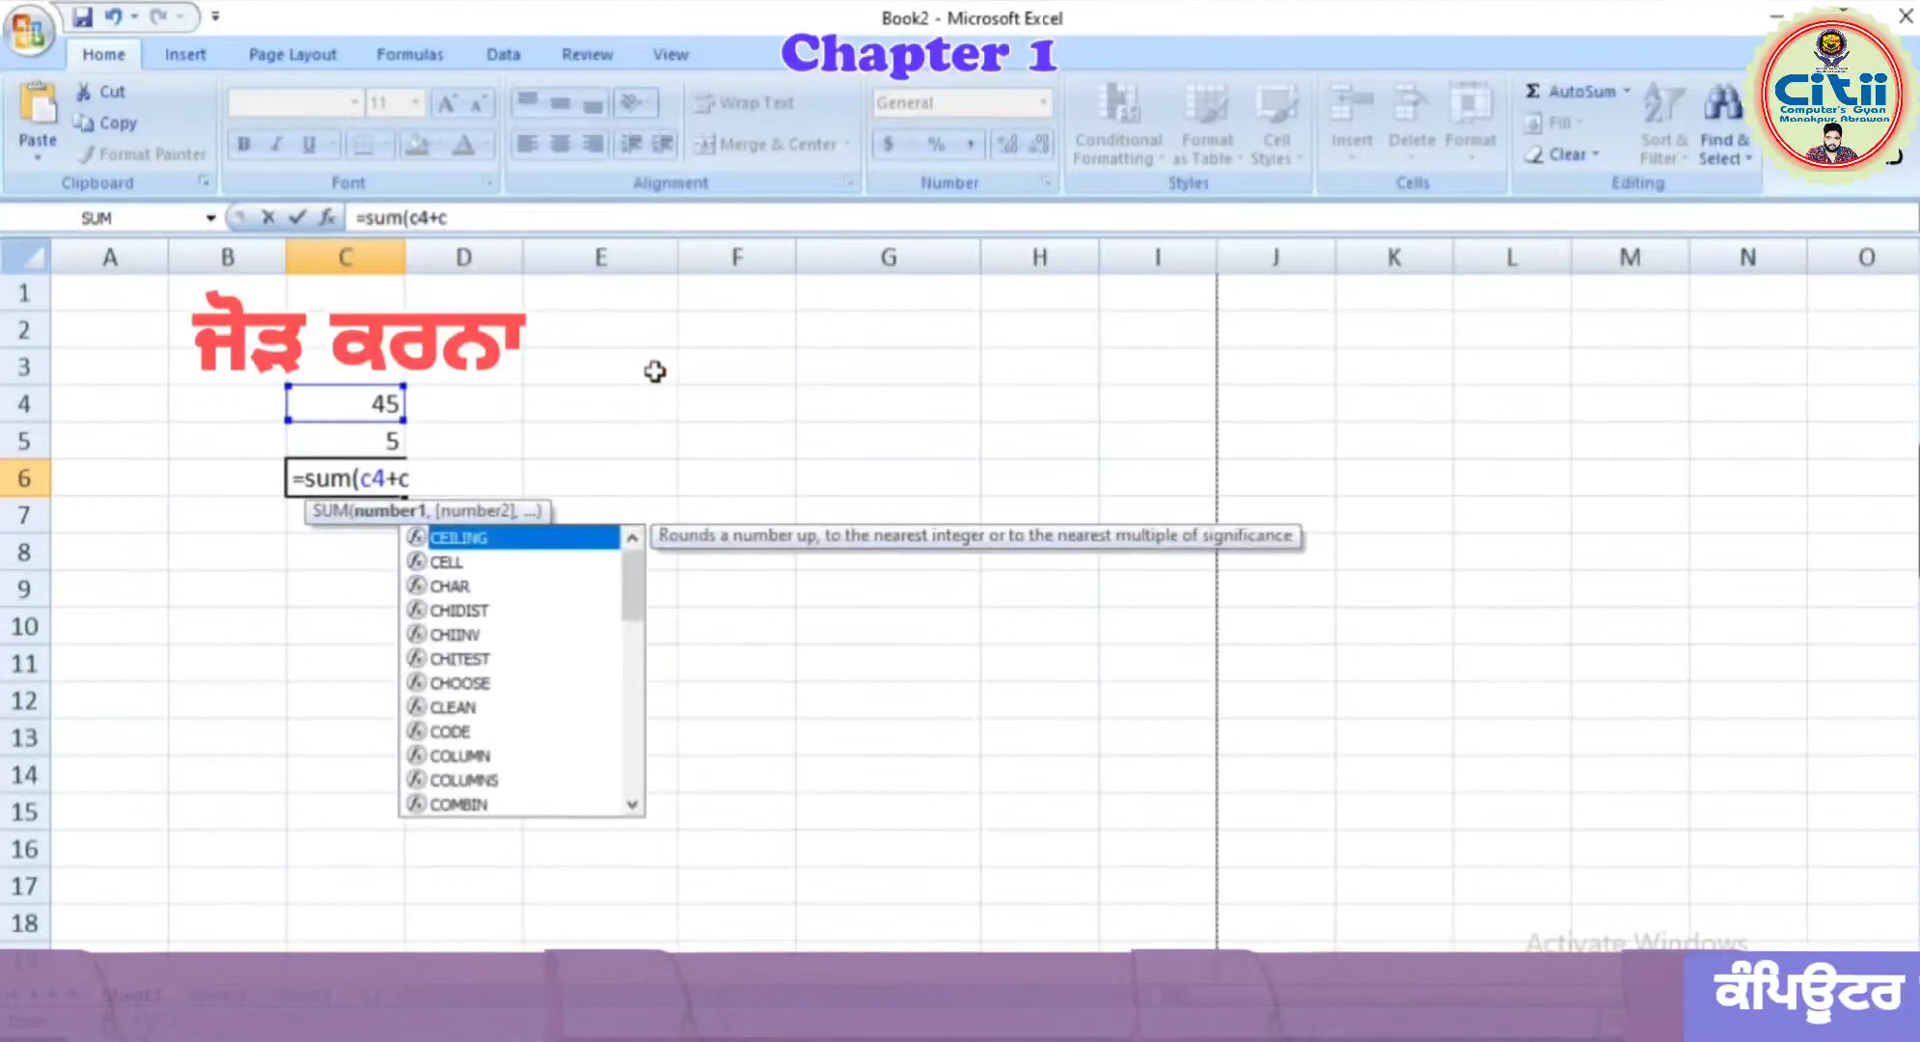 Book2 - Microsoft Excel
Home Insert Page Layout Formulas Data Review View
Chapter 1
Citii
Computer's Gyan
Manakpur, Abrawan
Paste
Cut
Copy
Format Painter
Clipboard
11
Font
Wrap Text
Merge & Center
Alignment
General
$ % ,
Number
Conditional Formatting
Format as Table
Cell Styles
Styles
Insert Delete Format
Cells
Σ AutoSum
Fill
Clear
Sort & Filter
Find & Select
Editing
SUM =sum(c4+c
A B C D E F G H I J K L M N O
1
2
ਜੋੜ ਕਰਨਾ
3
4 45
5 5
6 =sum(c4+c
7 SUM(number1, [number2], ...)
CEILING Rounds a number up, to the nearest integer or to the nearest multiple of significance
8 CELL
9 CHAR
CHIDIST
10 CHIINV
11 CHITEST
CHOOSE
12 CLEAN
13 CODE
COLUMN
14 COLUMNS
15 COMBIN
16
17
18
Activate Windows
Sheet1
ਕੰਪਿਊਟਰ